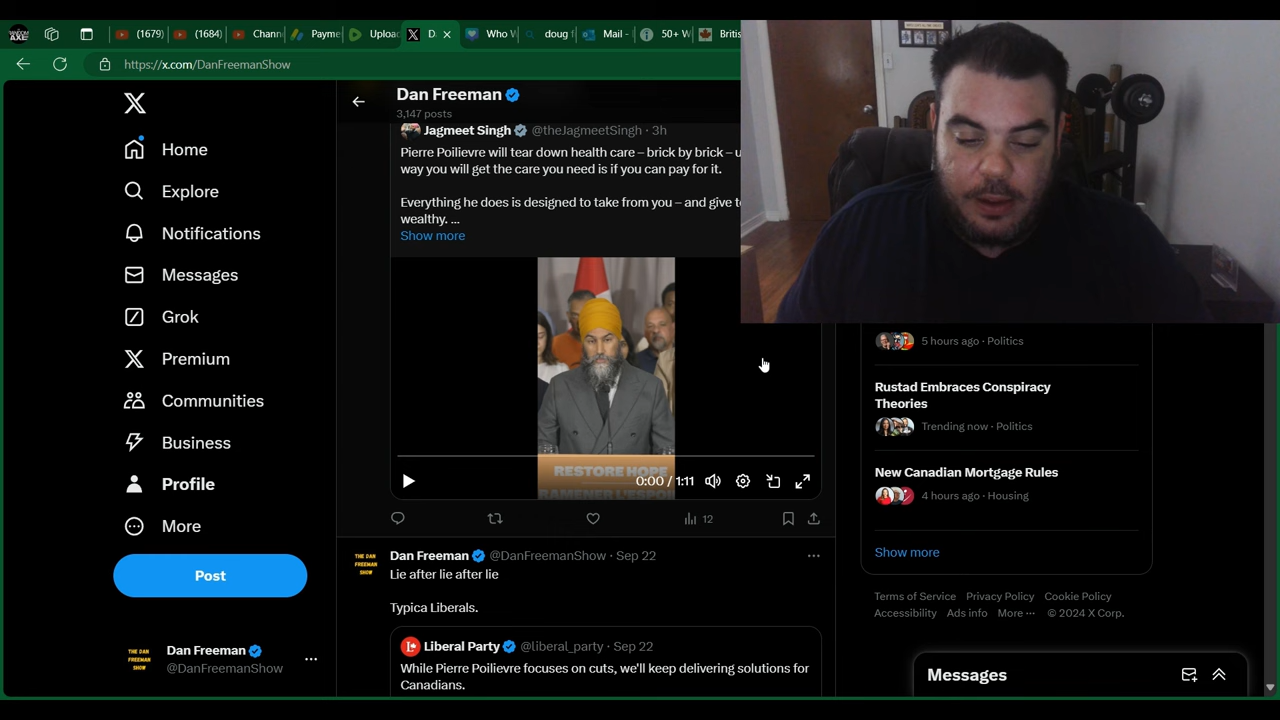 (1679)
(1684)
Chann
Payme
Uploa
D
Who W
doug f
Mail -
50+ W
Britis
https://x.com/DanFreemanShow
Dan Freeman
3,147 posts
Home
Explore
Notifications
Messages
Grok
Premium
Communities
Business
Profile
More
Post
Dan Freeman
@DanFreemanShow
Jagmeet Singh @theJagmeetSingh · 3h
Pierre Poilievre will tear down health care – brick by brick –
way you will get the care you need is if you can pay for it.
Everything he does is designed to take from you – and give
wealthy. ...
Show more
RESTORE HOPE
RAMENER L'ESPOI
0:00 / 1:11
12
THE DAN
FREEMAN
SHOW
Dan Freeman @DanFreemanShow · Sep 22
Lie after lie after lie
Typica Liberals.
Liberal Party @liberal_party · Sep 22
While Pierre Poilievre focuses on cuts, we'll keep delivering solutions for
Canadians.
5 hours ago · Politics
Rustad Embraces Conspiracy
Theories
Trending now · Politics
New Canadian Mortgage Rules
4 hours ago · Housing
Show more
Terms of Service Privacy Policy Cookie Policy
Accessibility Ads info More ··· © 2024 X Corp.
Messages